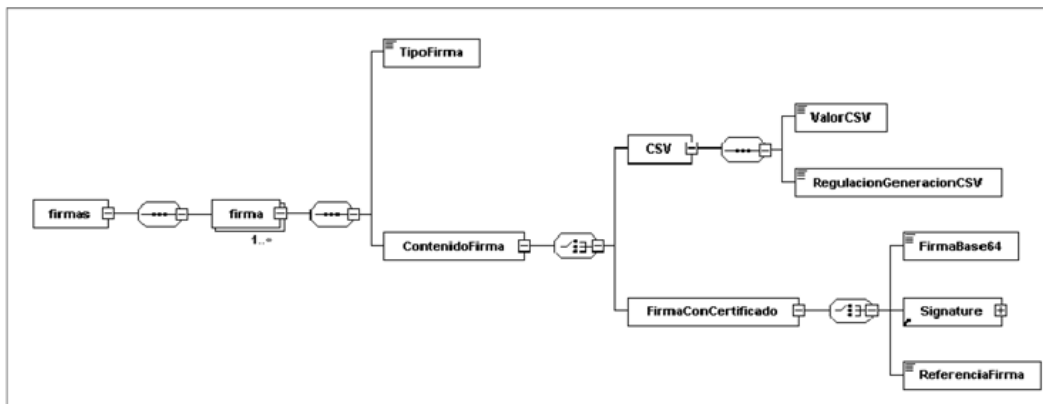 TipoFirma
ValorCSV
CSV
RegulacionGeneracionCSV
firmas
firma
1..∞
ContenidoFirma
FirmaBase64
FirmaConCertificado
Signature
ReferenciaFirma